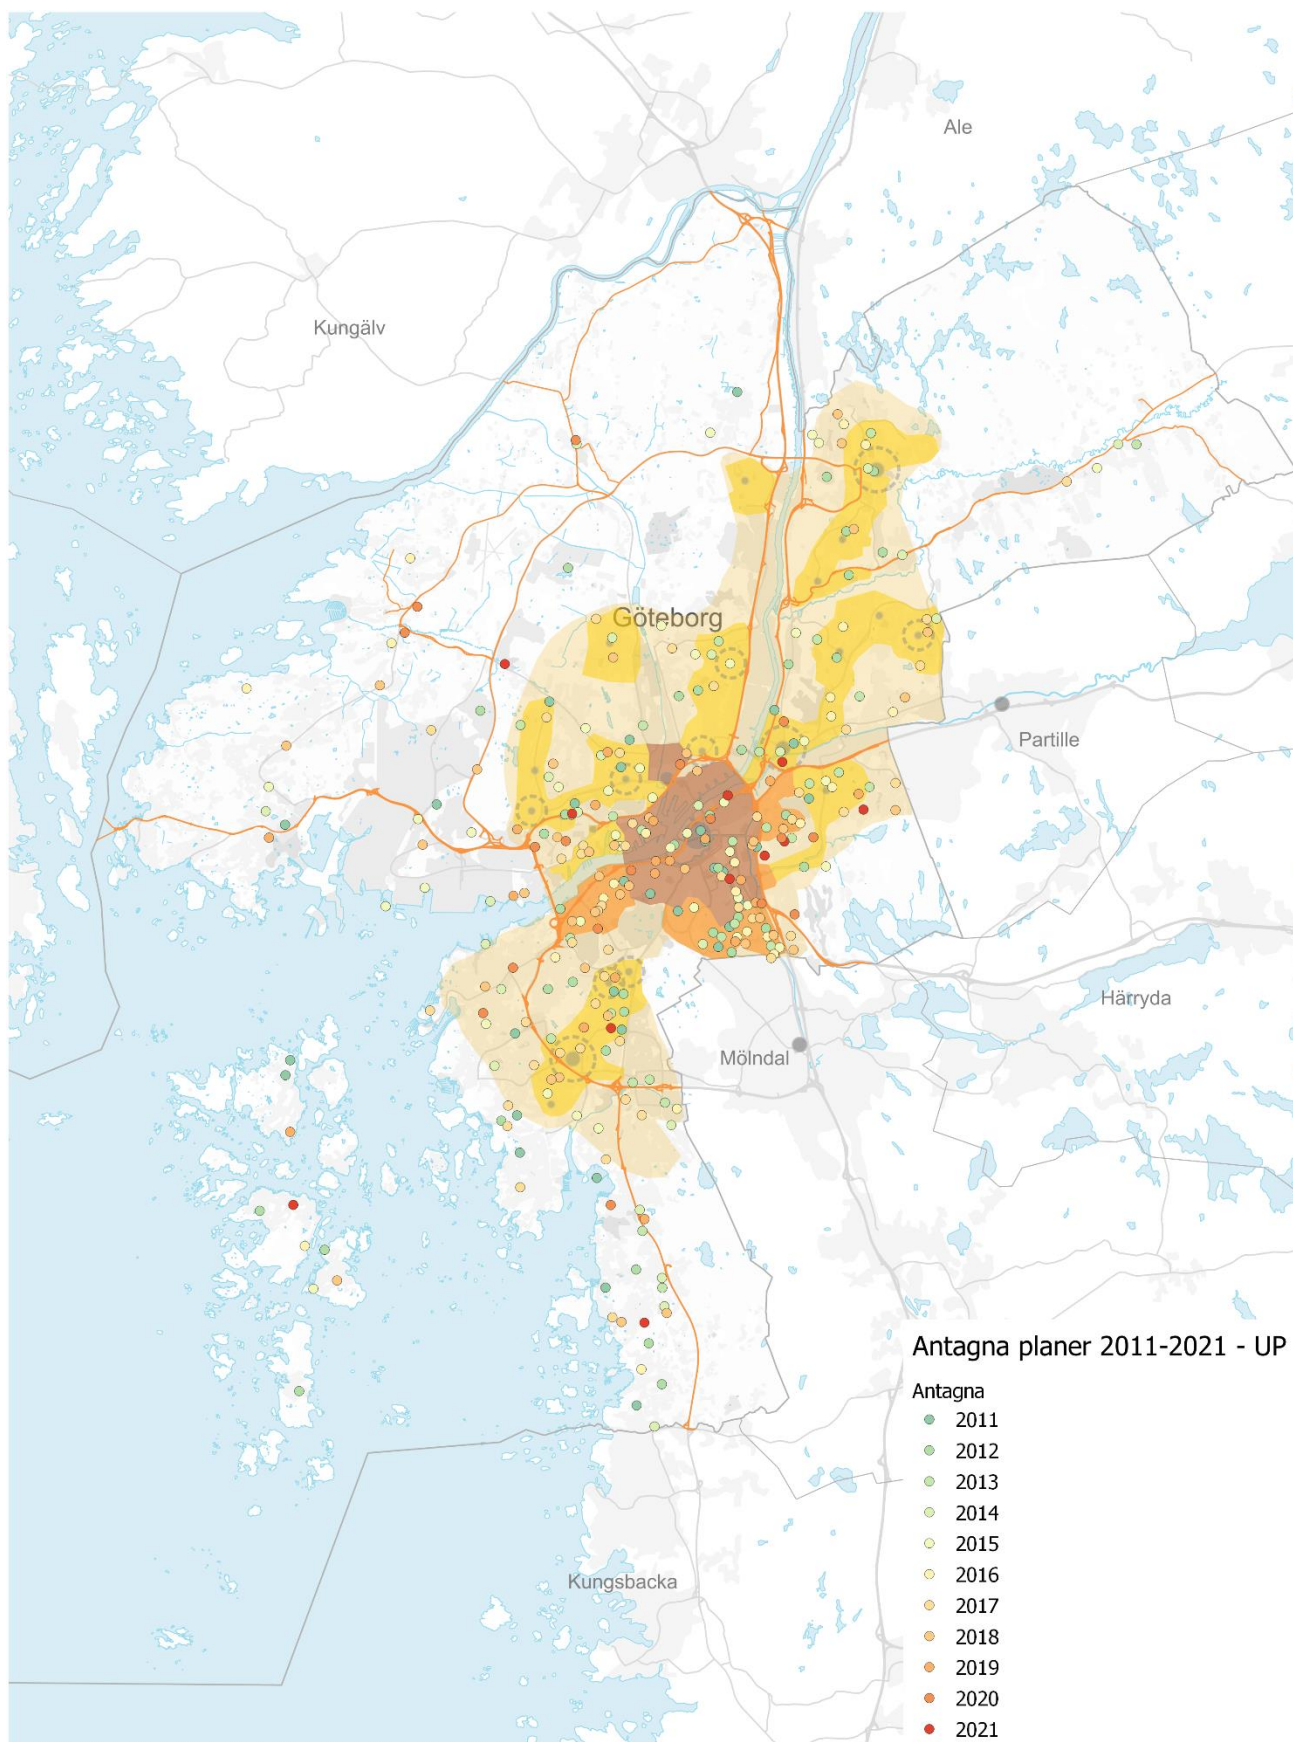 Ale
Kungälv
Göteborg
Partille
Härryda
Mölndal
Kungsbacka
Antagna planer 2011-2021 - UP
Antagna
2011
2012
2013
2014
2015
2016
2017
2018
2019
2020
2021